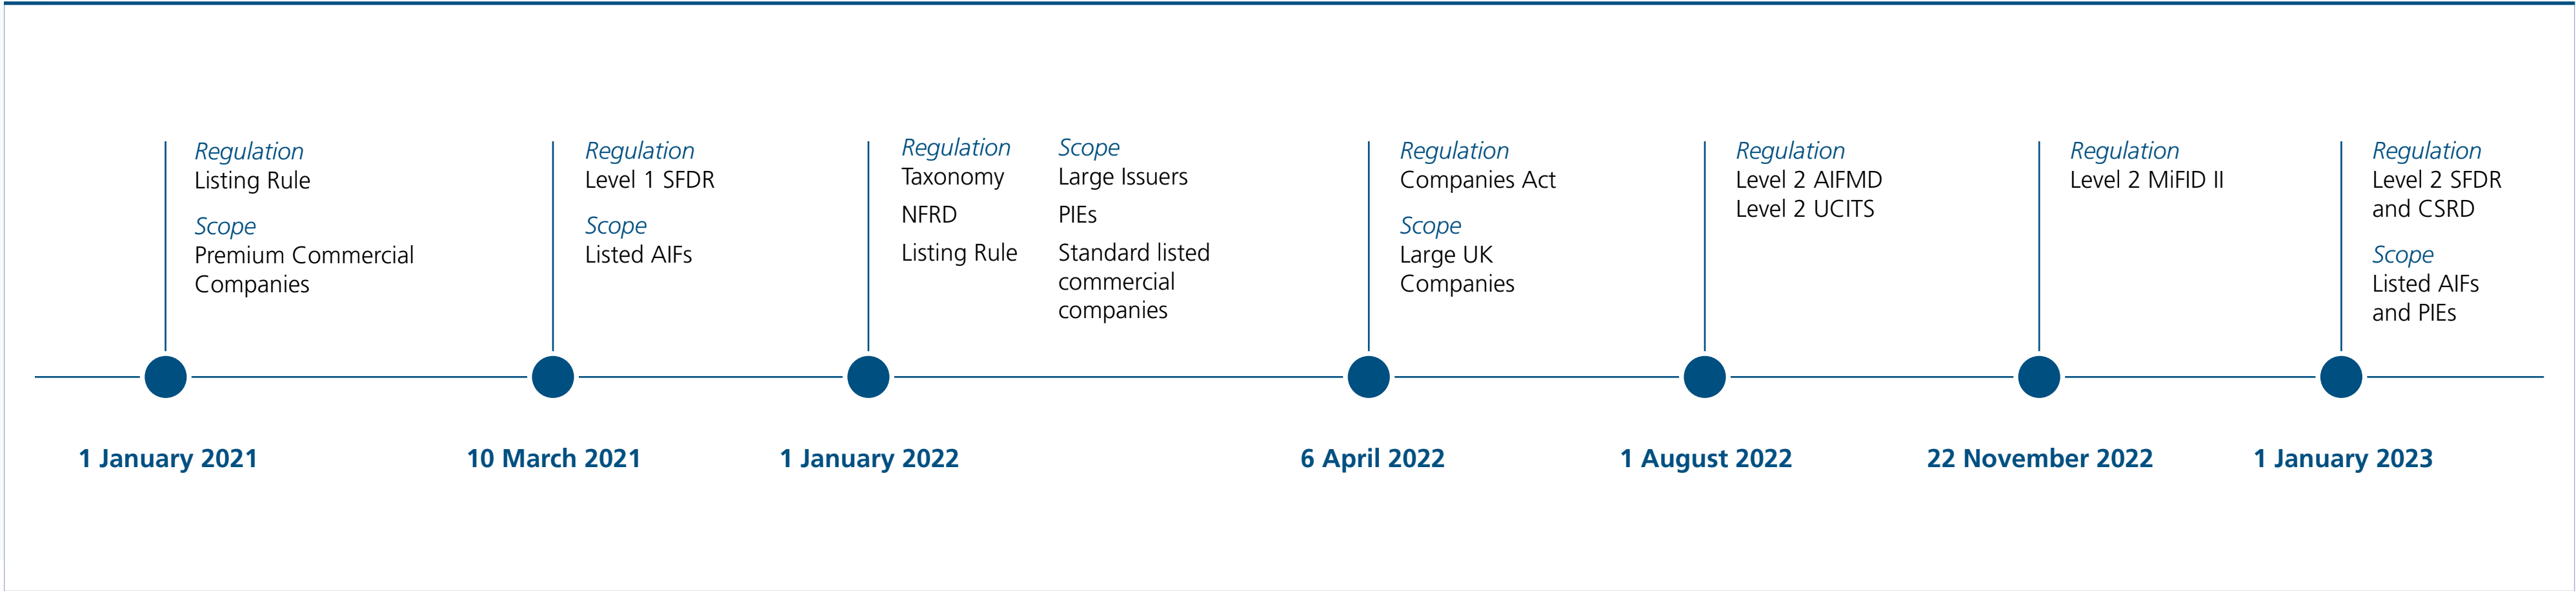 Regulation
Listing Rule
Scope
Premium Commercial
Companies
1 January 2021
Regulation
Level 1 SFDR
Scope
Listed AIFs
10 March 2021
Regulation Scope
Taxonomy Large Issuers
NFRD PIEs
Listing Rule Standard listed
commercial
companies
1 January 2022
Regulation
Companies Act
Scope
Large UK
Companies
6 April 2022
Regulation
Level 2 AIFMD
Level 2 UCITS
1 August 2022
Regulation
Level 2 MiFID II
22 November 2022
Regulation
Level 2 SFDR
and CSRD
Scope
Listed AIFs
and PIEs
1 January 2023